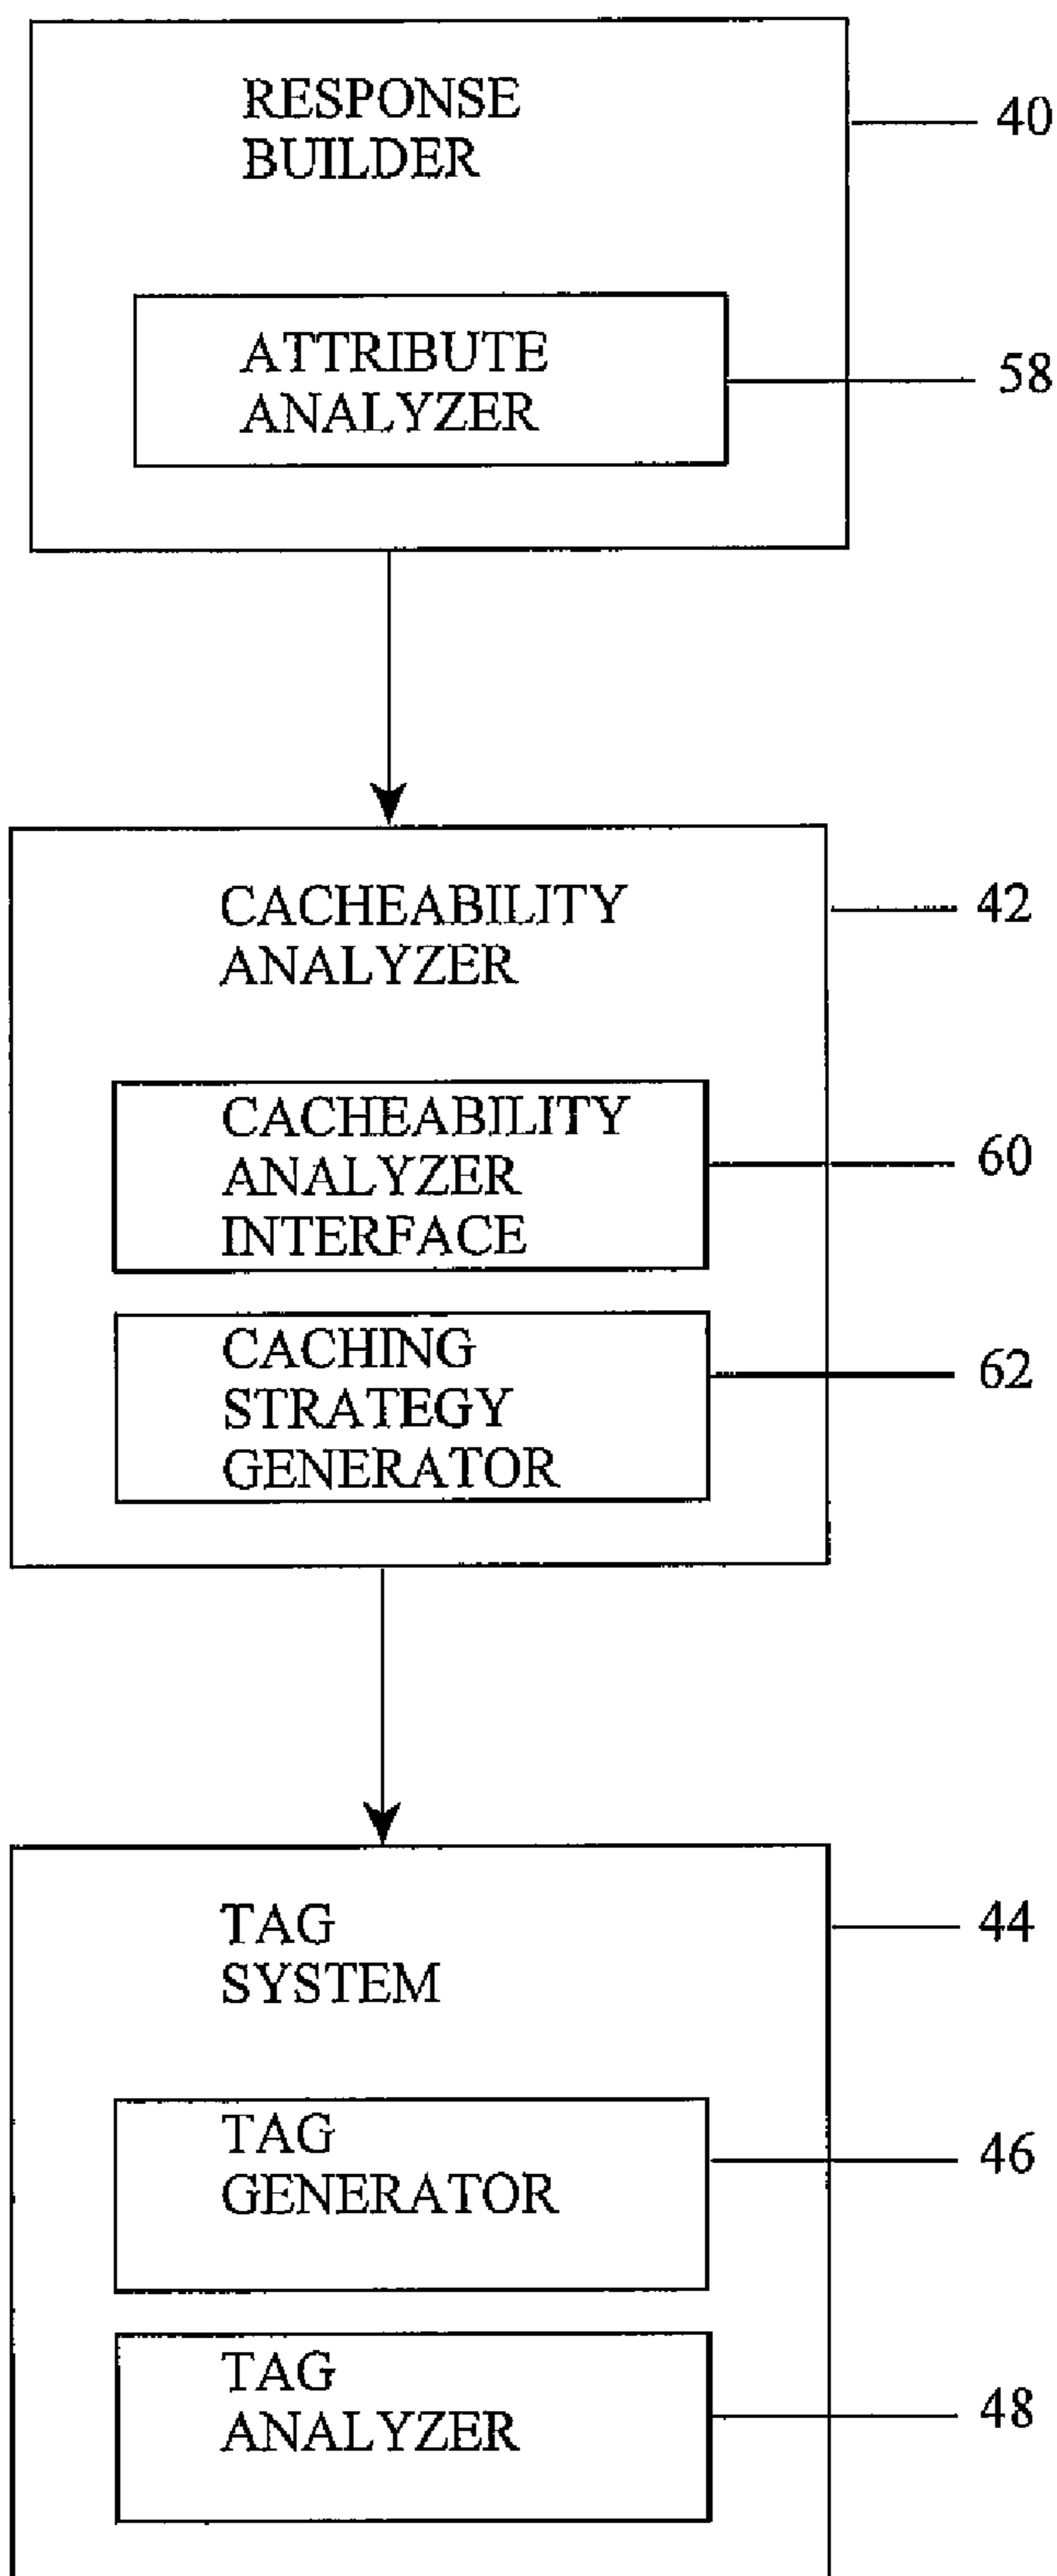 RESPONSE
BUILDER
40
ATTRIBUTE
ANALYZER
58
CACHEABILITY
ANALYZER
42
CACHEABILITY
ANALYZER
INTERFACE
60
CACHING
STRATEGY
GENERATOR
62
TAG
SYSTEM
44
TAG
GENERATOR
46
TAG
ANALYZER
48